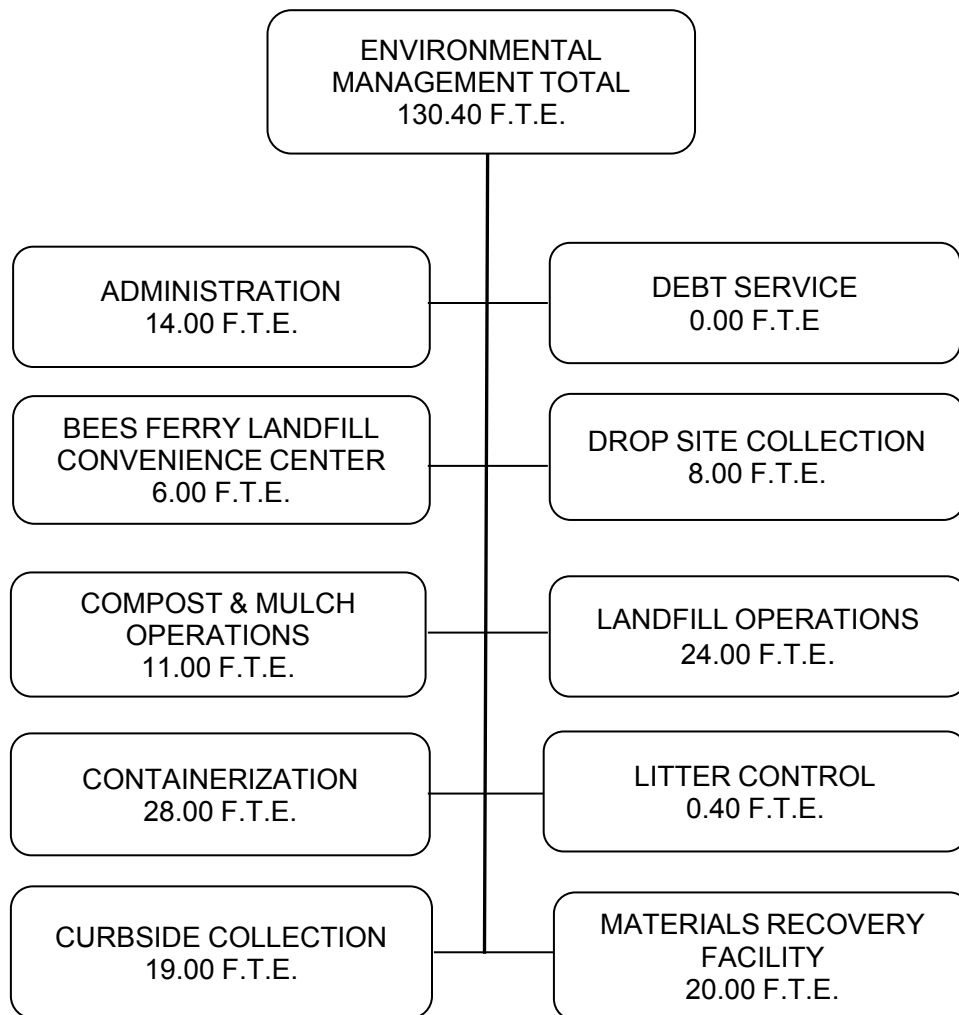 ENVIRONMENTAL
MANAGEMENT TOTAL
130.40 F.T.E.
ADMINISTRATION
14.00 F.T.E.
DEBT SERVICE
0.00 F.T.E
BEES FERRY LANDFILL
CONVENIENCE CENTER
6.00 F.T.E.
DROP SITE COLLECTION
8.00 F.T.E.
COMPOST & MULCH
OPERATIONS
11.00 F.T.E.
LANDFILL OPERATIONS
24.00 F.T.E.
CONTAINERIZATION
28.00 F.T.E.
LITTER CONTROL
0.40 F.T.E.
CURBSIDE COLLECTION
19.00 F.T.E.
MATERIALS RECOVERY
FACILITY
20.00 F.T.E.